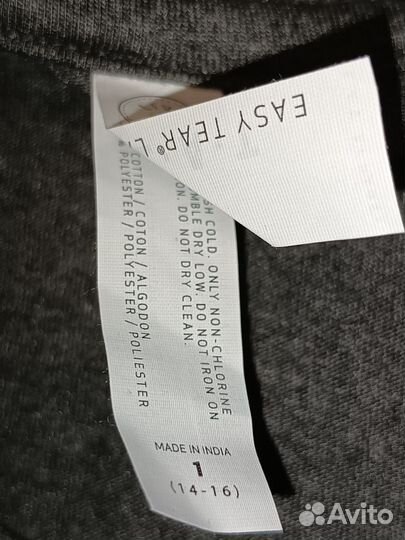 EASY TEAR®
COTTON / COTON / ALGODON
% POLYESTER / POLYESTER / POLIESTER
SH COLD. ONLY NON-CHLORINE
MBLE DRY LOW. DO NOT IRON ON
ON. DO NOT DRY CLEAN.
MADE IN INDIA
1
(14-16)
Avito